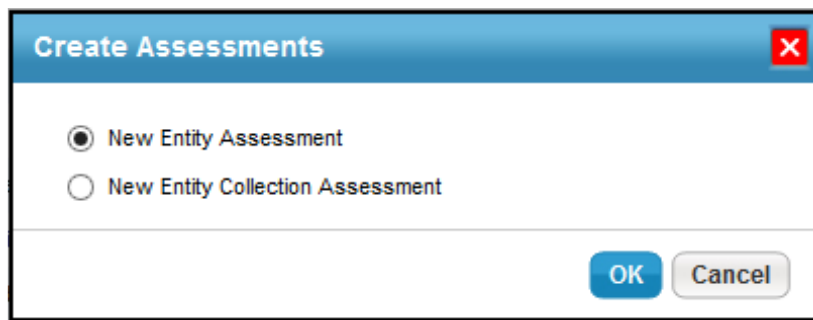 Create Assessments
New Entity Assessment
New Entity Collection Assessment
OK Cancel